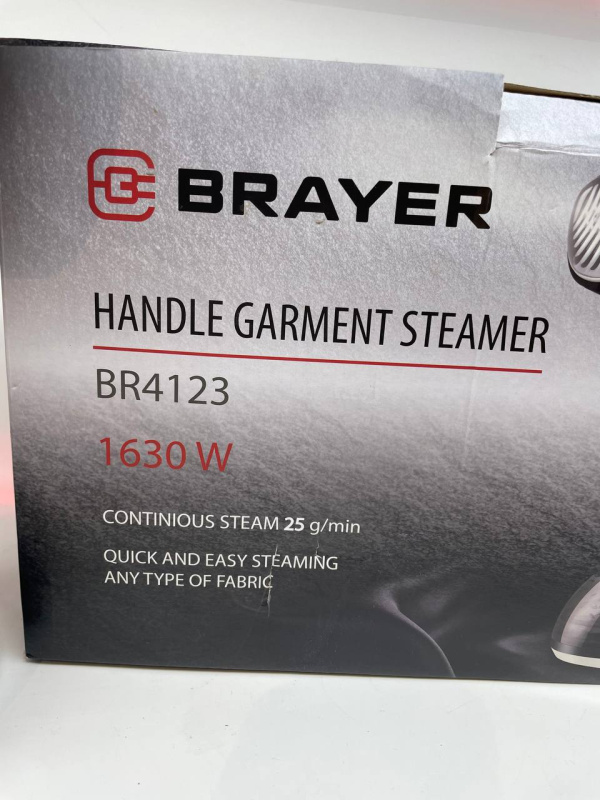 BRAYER
HANDLE GARMENT STEAMER
BR4123
1630 W
CONTINIOUS STEAM 25 g/min
QUICK AND EASY STEAMING
ANY TYPE OF FABRIC